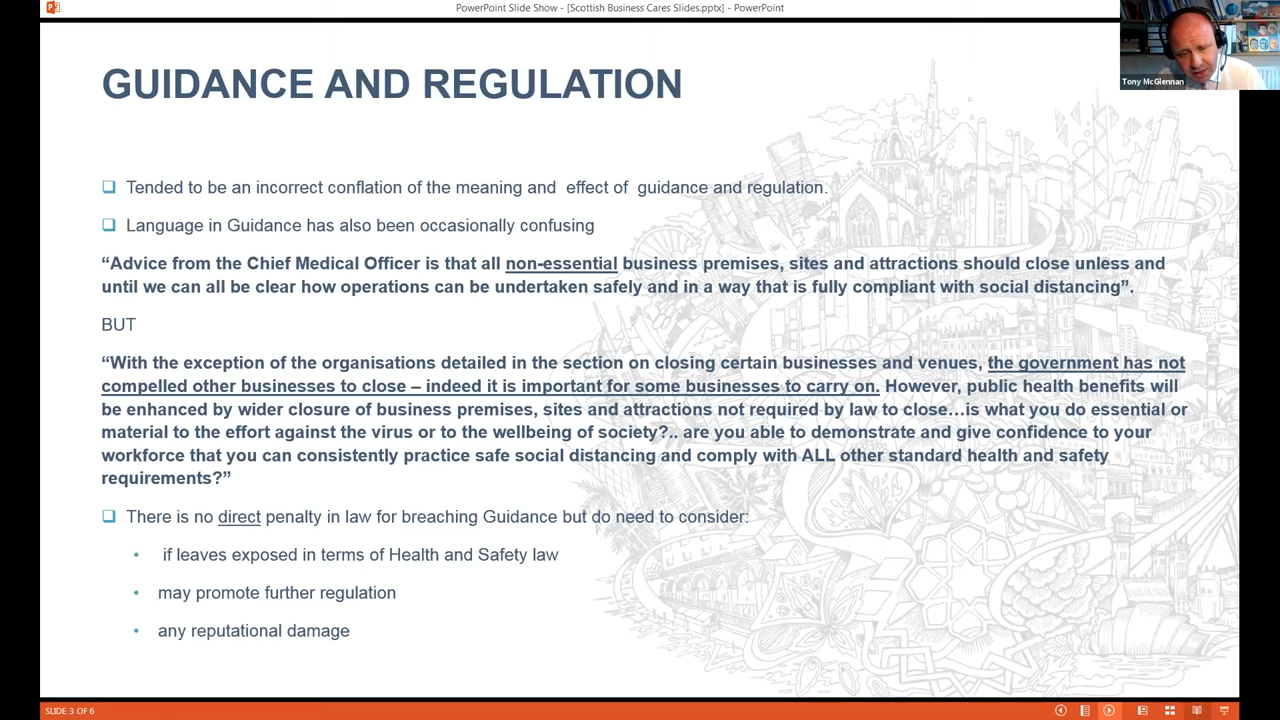 PowerPoint Slide Show - [Scottish Business Cares Slides.pptx] - PowerPoint
Tony McGlennan
GUIDANCE AND REGULATION
Tended to be an incorrect conflation of the meaning and effect of guidance and regulation.
Language in Guidance has also been occasionally confusing
“Advice from the Chief Medical Officer is that all non-essential business premises, sites and attractions should close unless and
until we can all be clear how operations can be undertaken safely and in a way that is fully compliant with social distancing”.
BUT
“With the exception of the organisations detailed in the section on closing certain businesses and venues, the government has not
compelled other businesses to close – indeed it is important for some businesses to carry on. However, public health benefits will
be enhanced by wider closure of business premises, sites and attractions not required by law to close…is what you do essential or
material to the effort against the virus or to the wellbeing of society?.. are you able to demonstrate and give confidence to your
workforce that you can consistently practice safe social distancing and comply with ALL other standard health and safety
requirements?”
There is no direct penalty in law for breaching Guidance but do need to consider:
• if leaves exposed in terms of Health and Safety law
• may promote further regulation
• any reputational damage
SLIDE 3 OF 6